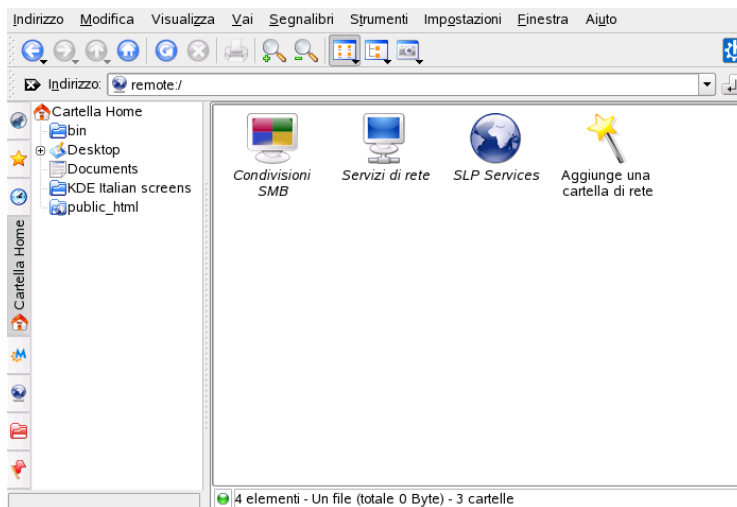 Indirizzo Modifica Visualizza Vai Segnalibri Strumenti Impostazioni Finestra Aiuto
Indirizzo: remote:/
Cartella Home
bin
Desktop
Documents
KDE Italian screens
public_html
Cartella Home
Condivisioni
SMB
Servizi di rete
SLP Services
Aggiunge una
cartella di rete
4 elementi - Un file (totale 0 Byte) - 3 cartelle